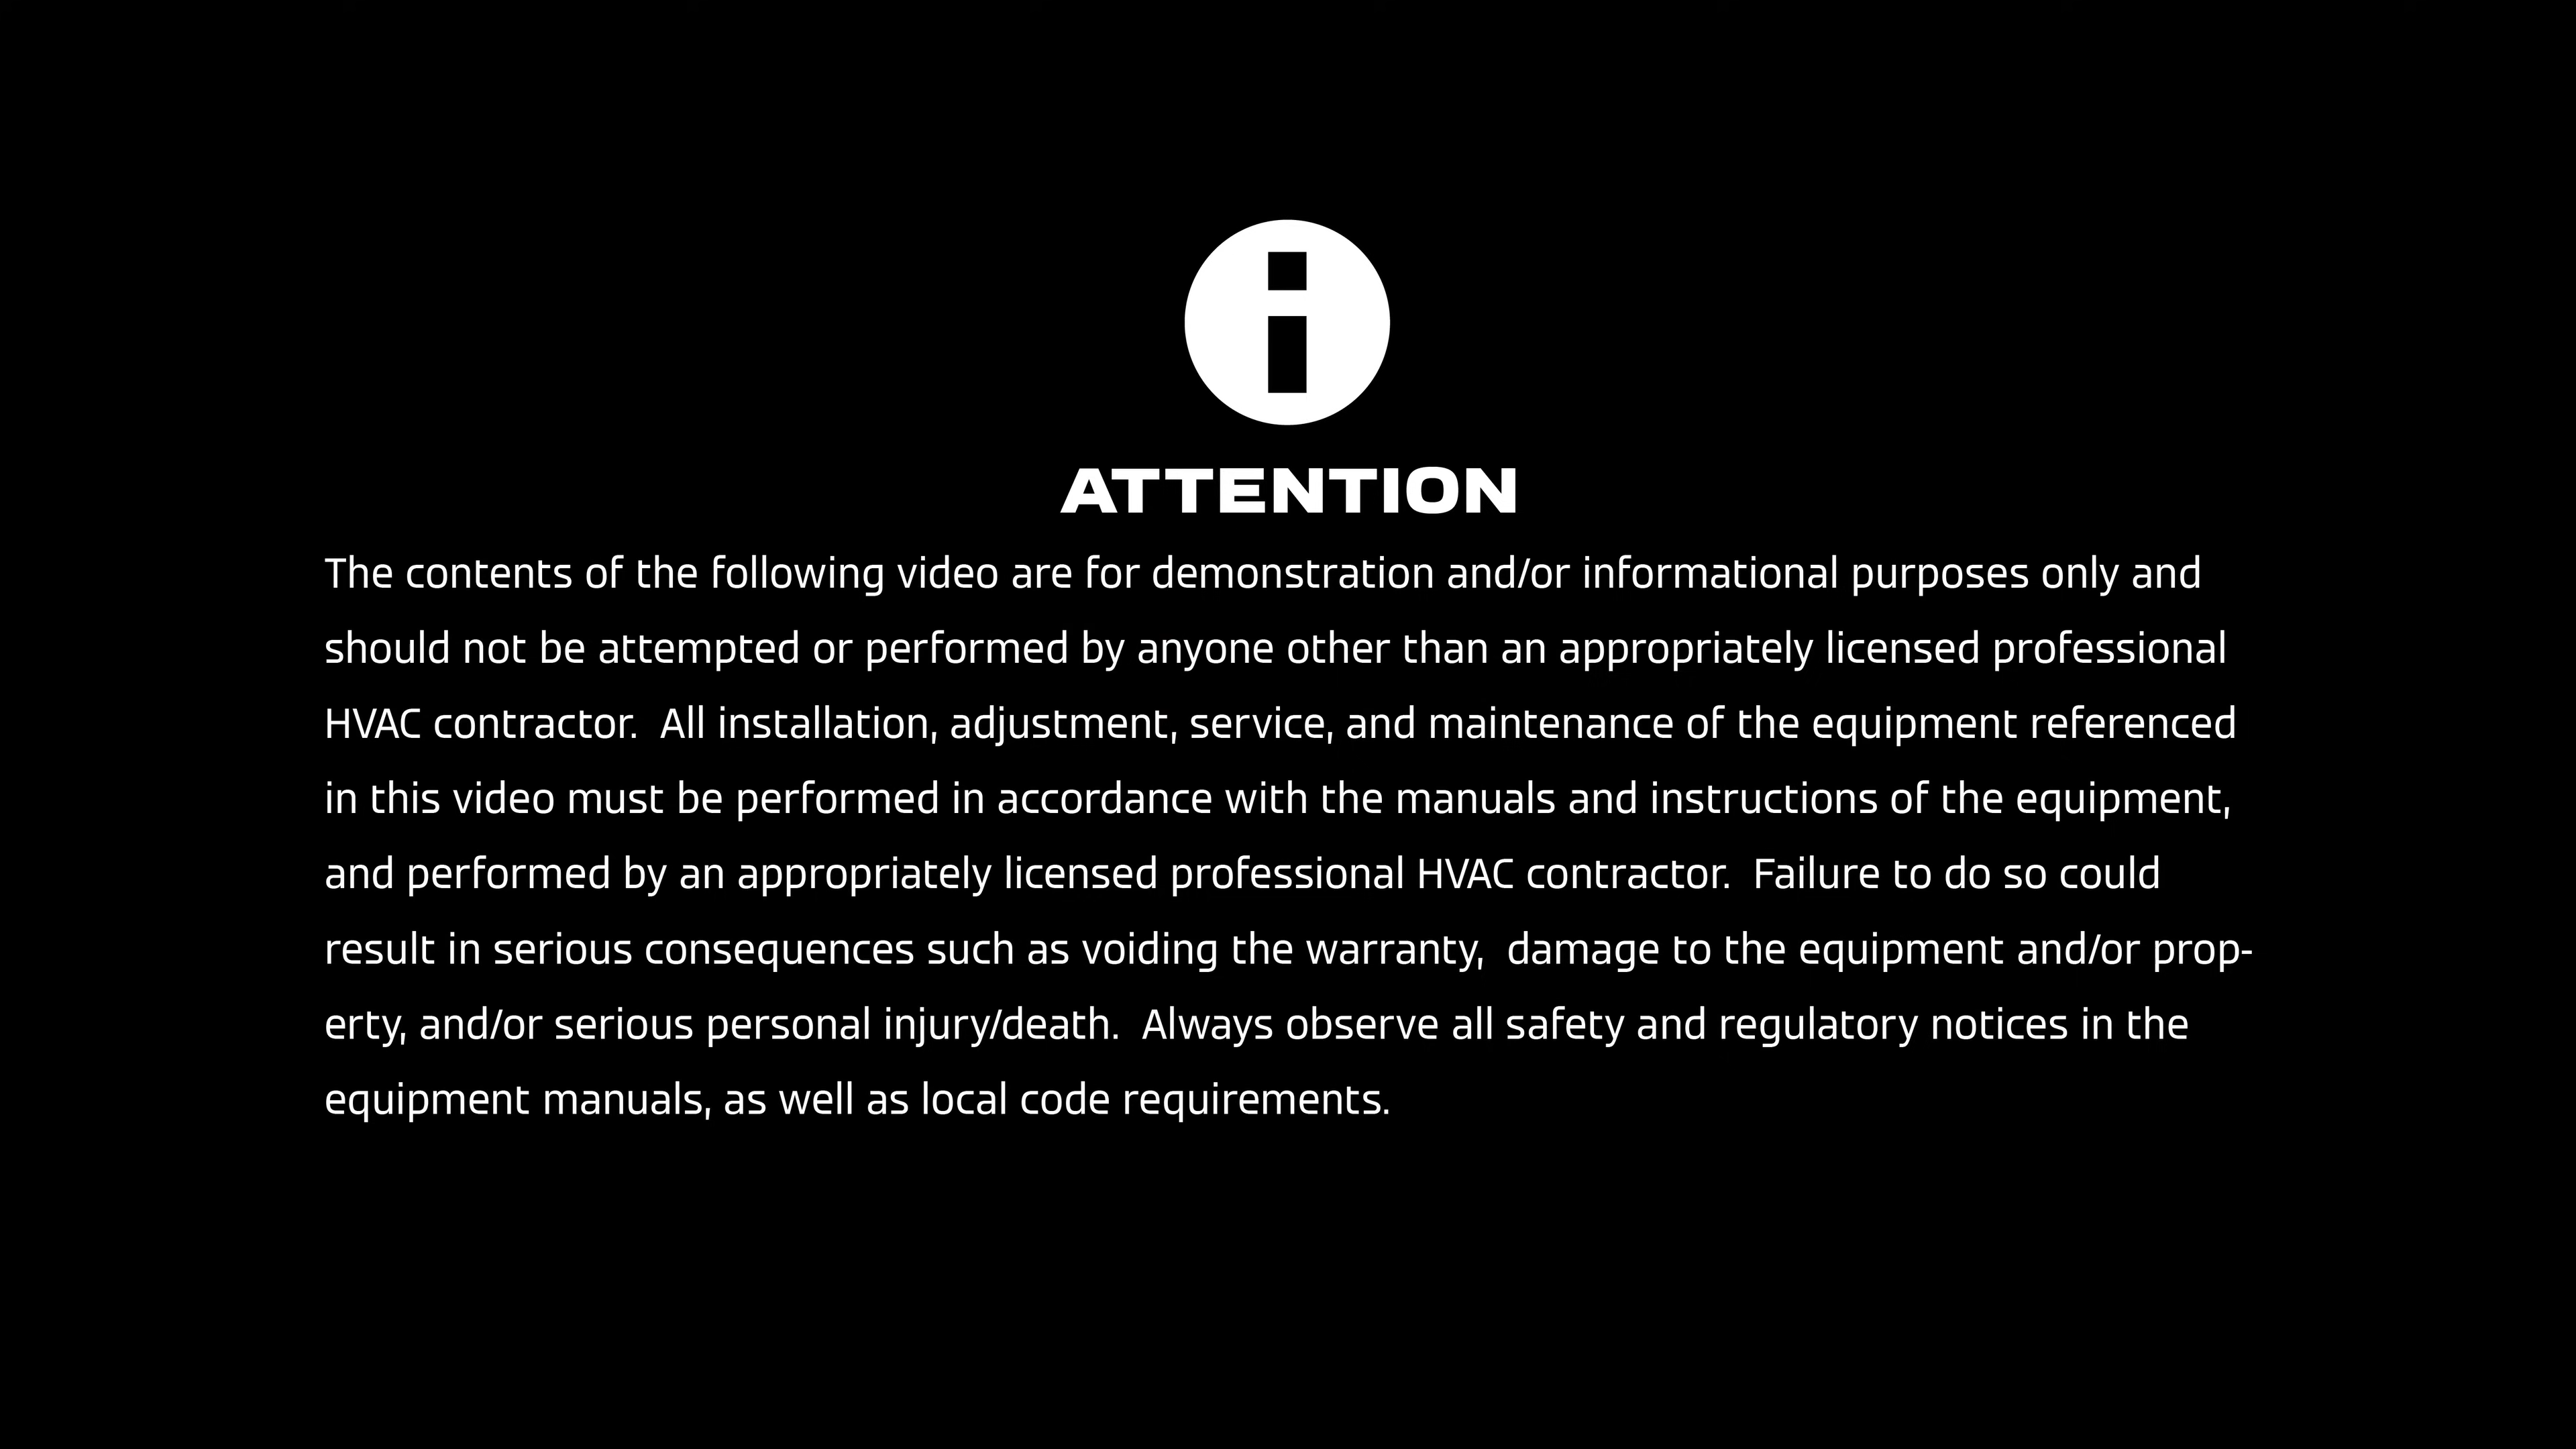 i
ATTENTION
The contents of the following video are for demonstration and/or informational purposes only and
should not be attempted or performed by anyone other than an appropriately licensed professional
HVAC contractor.  All installation, adjustment, service, and maintenance of the equipment referenced
in this video must be performed in accordance with the manuals and instructions of the equipment,
and performed by an appropriately licensed professional HVAC contractor.  Failure to do so could
result in serious consequences such as voiding the warranty,  damage to the equipment and/or prop-
erty, and/or serious personal injury/death.  Always observe all safety and regulatory notices in the
equipment manuals, as well as local code requirements.